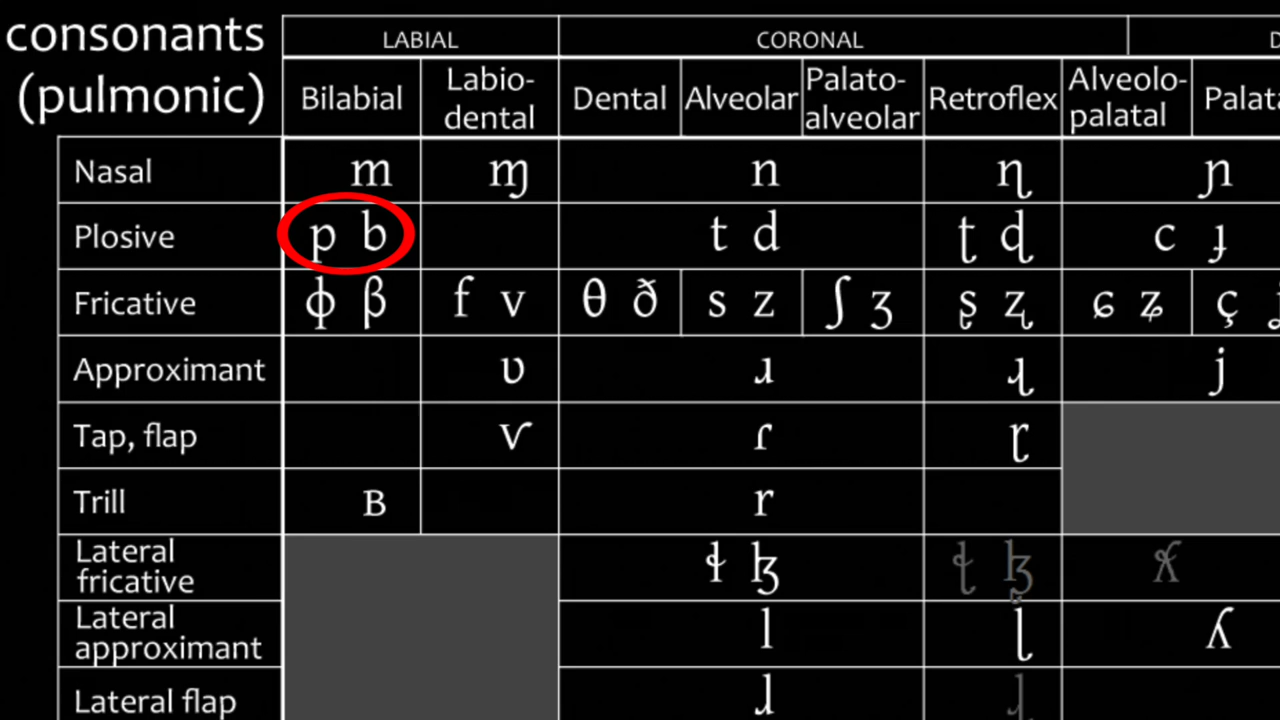 consonants
(pulmonic)
LABIAL CORONAL D
Bilabial Labio-dental Dental Alveolar Palato-alveolar Retroflex Alveolo-palatal Palata
Nasal m ɱ n ɳ ɲ
Plosive p b t d ʈ ɖ c ɟ
Fricative ɸ β f v θ ð s z ʃ ʒ ʂ ʐ ɕ ʑ ç
Approximant ʋ ɹ ɻ j
Tap, flap ⱱ ɾ ɽ
Trill ʙ r
Lateral
fricative ɬ ɮ
Lateral
approximant l ɭ ʎ
Lateral flap ɺ